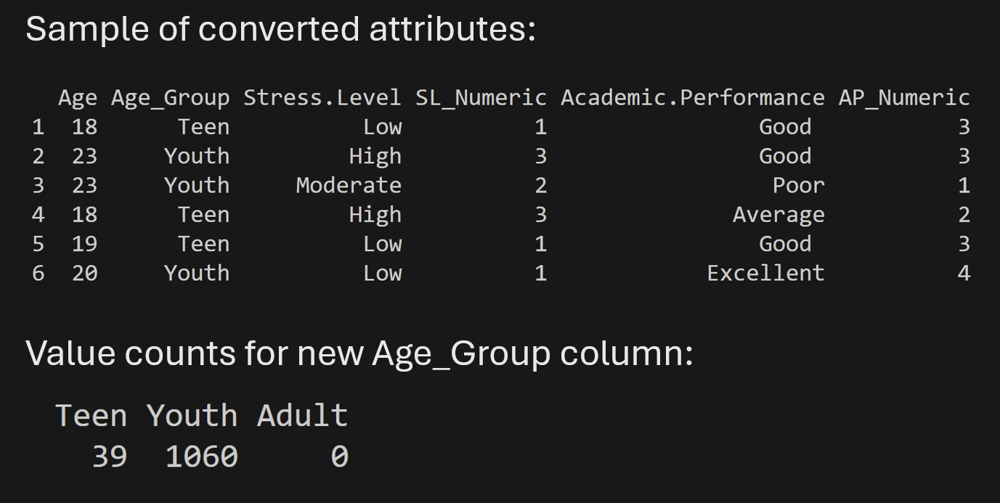 Sample of converted attributes:
  Age Age_Group Stress.Level SL_Numeric Academic.Performance AP_Numeric
1 18 Teen Low 1 Good 3
2 23 Youth High 3 Good 3
3 23 Youth Moderate 2 Poor 1
4 18 Teen High 3 Average 2
5 19 Teen Low 1 Good 3
6 20 Youth Low 1 Excellent 4
Value counts for new Age_Group column:
Teen Youth Adult
39 1060 0